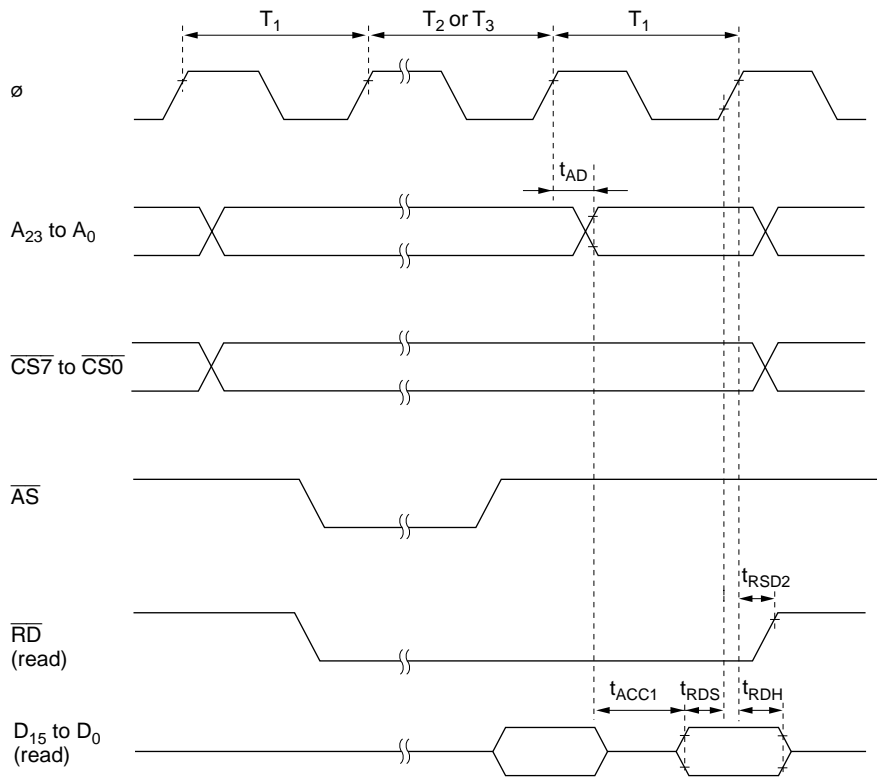 T1 T2 or T3 T1
ø
tAD
A23 to A0
CS7 to CS0
AS
tRSD2
RD
(read)
tACC1 tRDS tRDH
D15 to D0
(read)